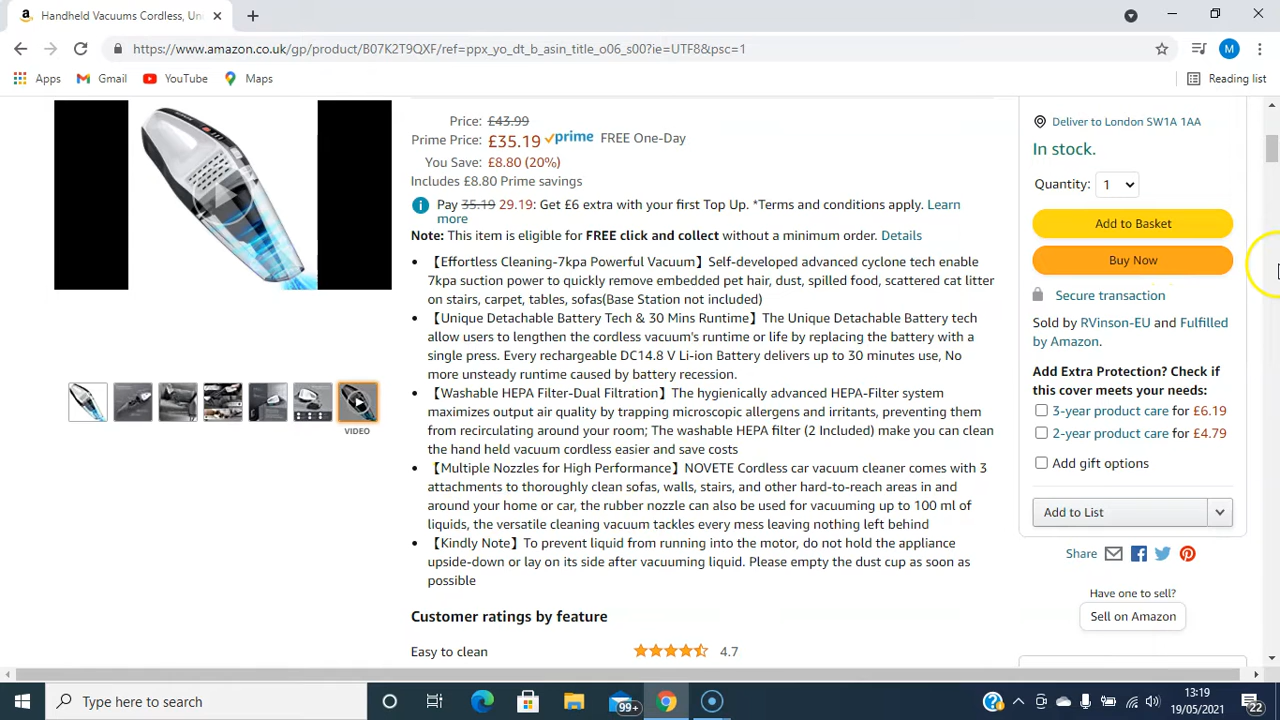 Handheld Vacuums Cordless, Un
https://www.amazon.co.uk/gp/product/B07K2T9QXF/ref=ppx_yo_dt_b_asin_title_o06_s00?ie=UTF8&psc=1
M
Apps
Gmail
YouTube
Maps
Reading list
Price: £43.99
Prime Price: £35.19 prime FREE One-Day
You Save: £8.80 (20%)
Includes £8.80 Prime savings
Pay 35.19 29.19: Get £6 extra with your first Top Up. *Terms and conditions apply. Learn
more
Note: This item is eligible for FREE click and collect without a minimum order. Details
【Effortless Cleaning-7kpa Powerful Vacuum】Self-developed advanced cyclone tech enable
7kpa suction power to quickly remove embedded pet hair, dust, spilled food, scattered cat litter
on stairs, carpet, tables, sofas(Base Station not included)
【Unique Detachable Battery Tech & 30 Mins Runtime】The Unique Detachable Battery tech
allow users to lengthen the cordless vacuum's runtime or life by replacing the battery with a
single press. Every rechargeable DC14.8 V Li-ion Battery delivers up to 30 minutes use, No
more unsteady runtime caused by battery recession.
【Washable HEPA Filter-Dual Filtration】The hygienically advanced HEPA-Filter system
maximizes output air quality by trapping microscopic allergens and irritants, preventing them
from recirculating around your room; The washable HEPA filter (2 Included) make you can clean
the hand held vacuum cordless easier and save costs
【Multiple Nozzles for High Performance】NOVETE Cordless car vacuum cleaner comes with 3
attachments to thoroughly clean sofas, walls, stairs, and other hard-to-reach areas in and
around your home or car, the rubber nozzle can also be used for vacuuming up to 100 ml of
liquids, the versatile cleaning vacuum tackles every mess leaving nothing left behind
【Kindly Note】To prevent liquid from running into the motor, do not hold the appliance
upside-down or lay on its side after vacuuming liquid. Please empty the dust cup as soon as
possible
Customer ratings by feature
Easy to clean 4.7
VIDEO
Deliver to London SW1A 1AA
In stock.
Quantity: 1
Add to Basket
Buy Now
Secure transaction
Sold by RVinson-EU and Fulfilled
by Amazon.
Add Extra Protection? Check if
this cover meets your needs:
3-year product care for £6.19
2-year product care for £4.79
Add gift options
Add to List
Share
Have one to sell?
Sell on Amazon
Type here to search
99+
13:19
19/05/2021
22